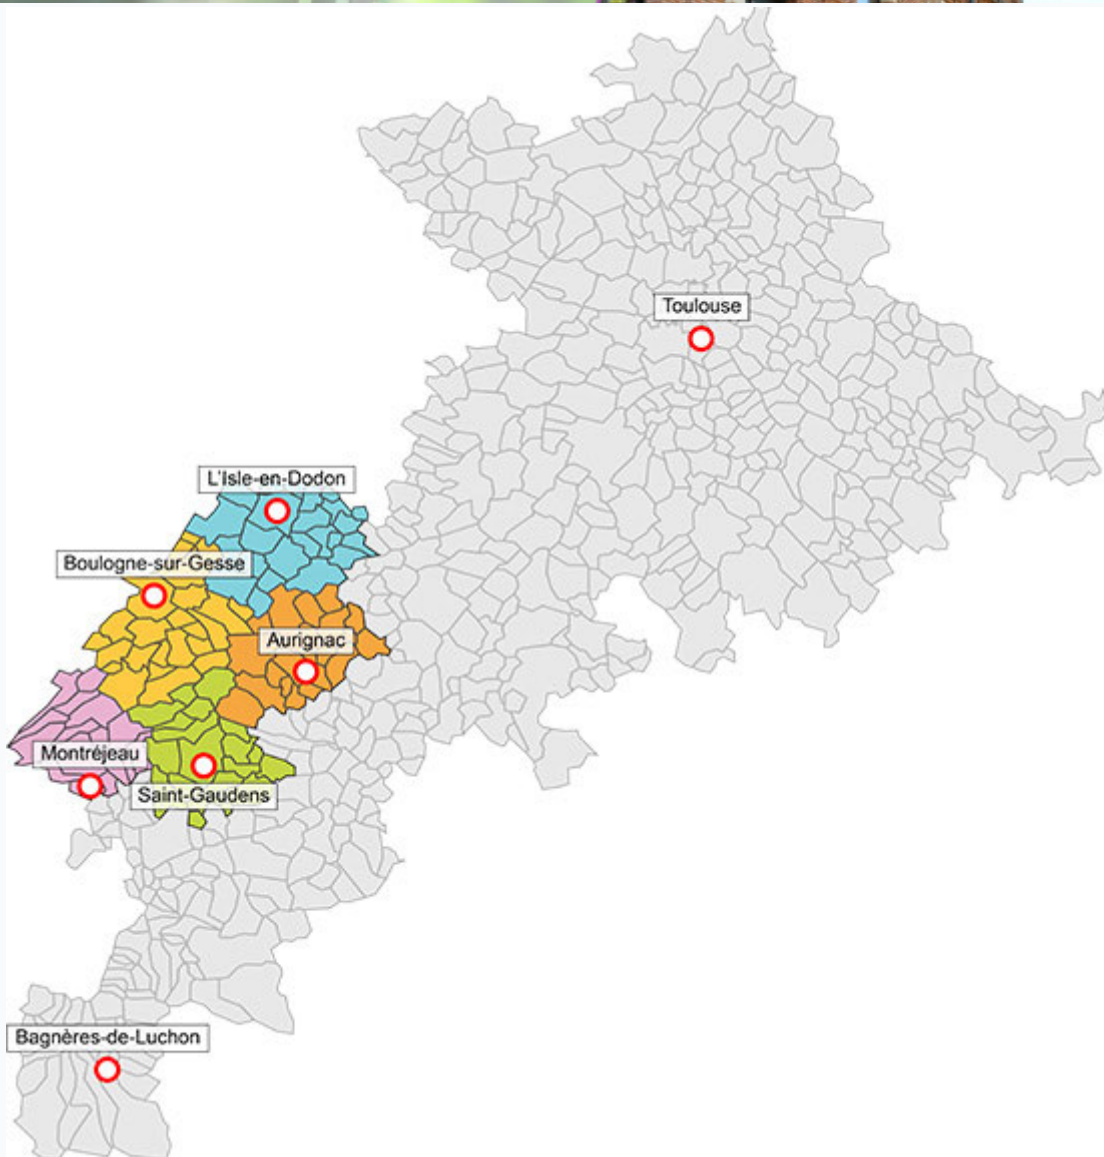 Toulouse
L'Isle-en-Dodon
Boulogne-sur-Gesse
Aurignac
Montréjeau
Saint-Gaudens
Bagnères-de-Luchon